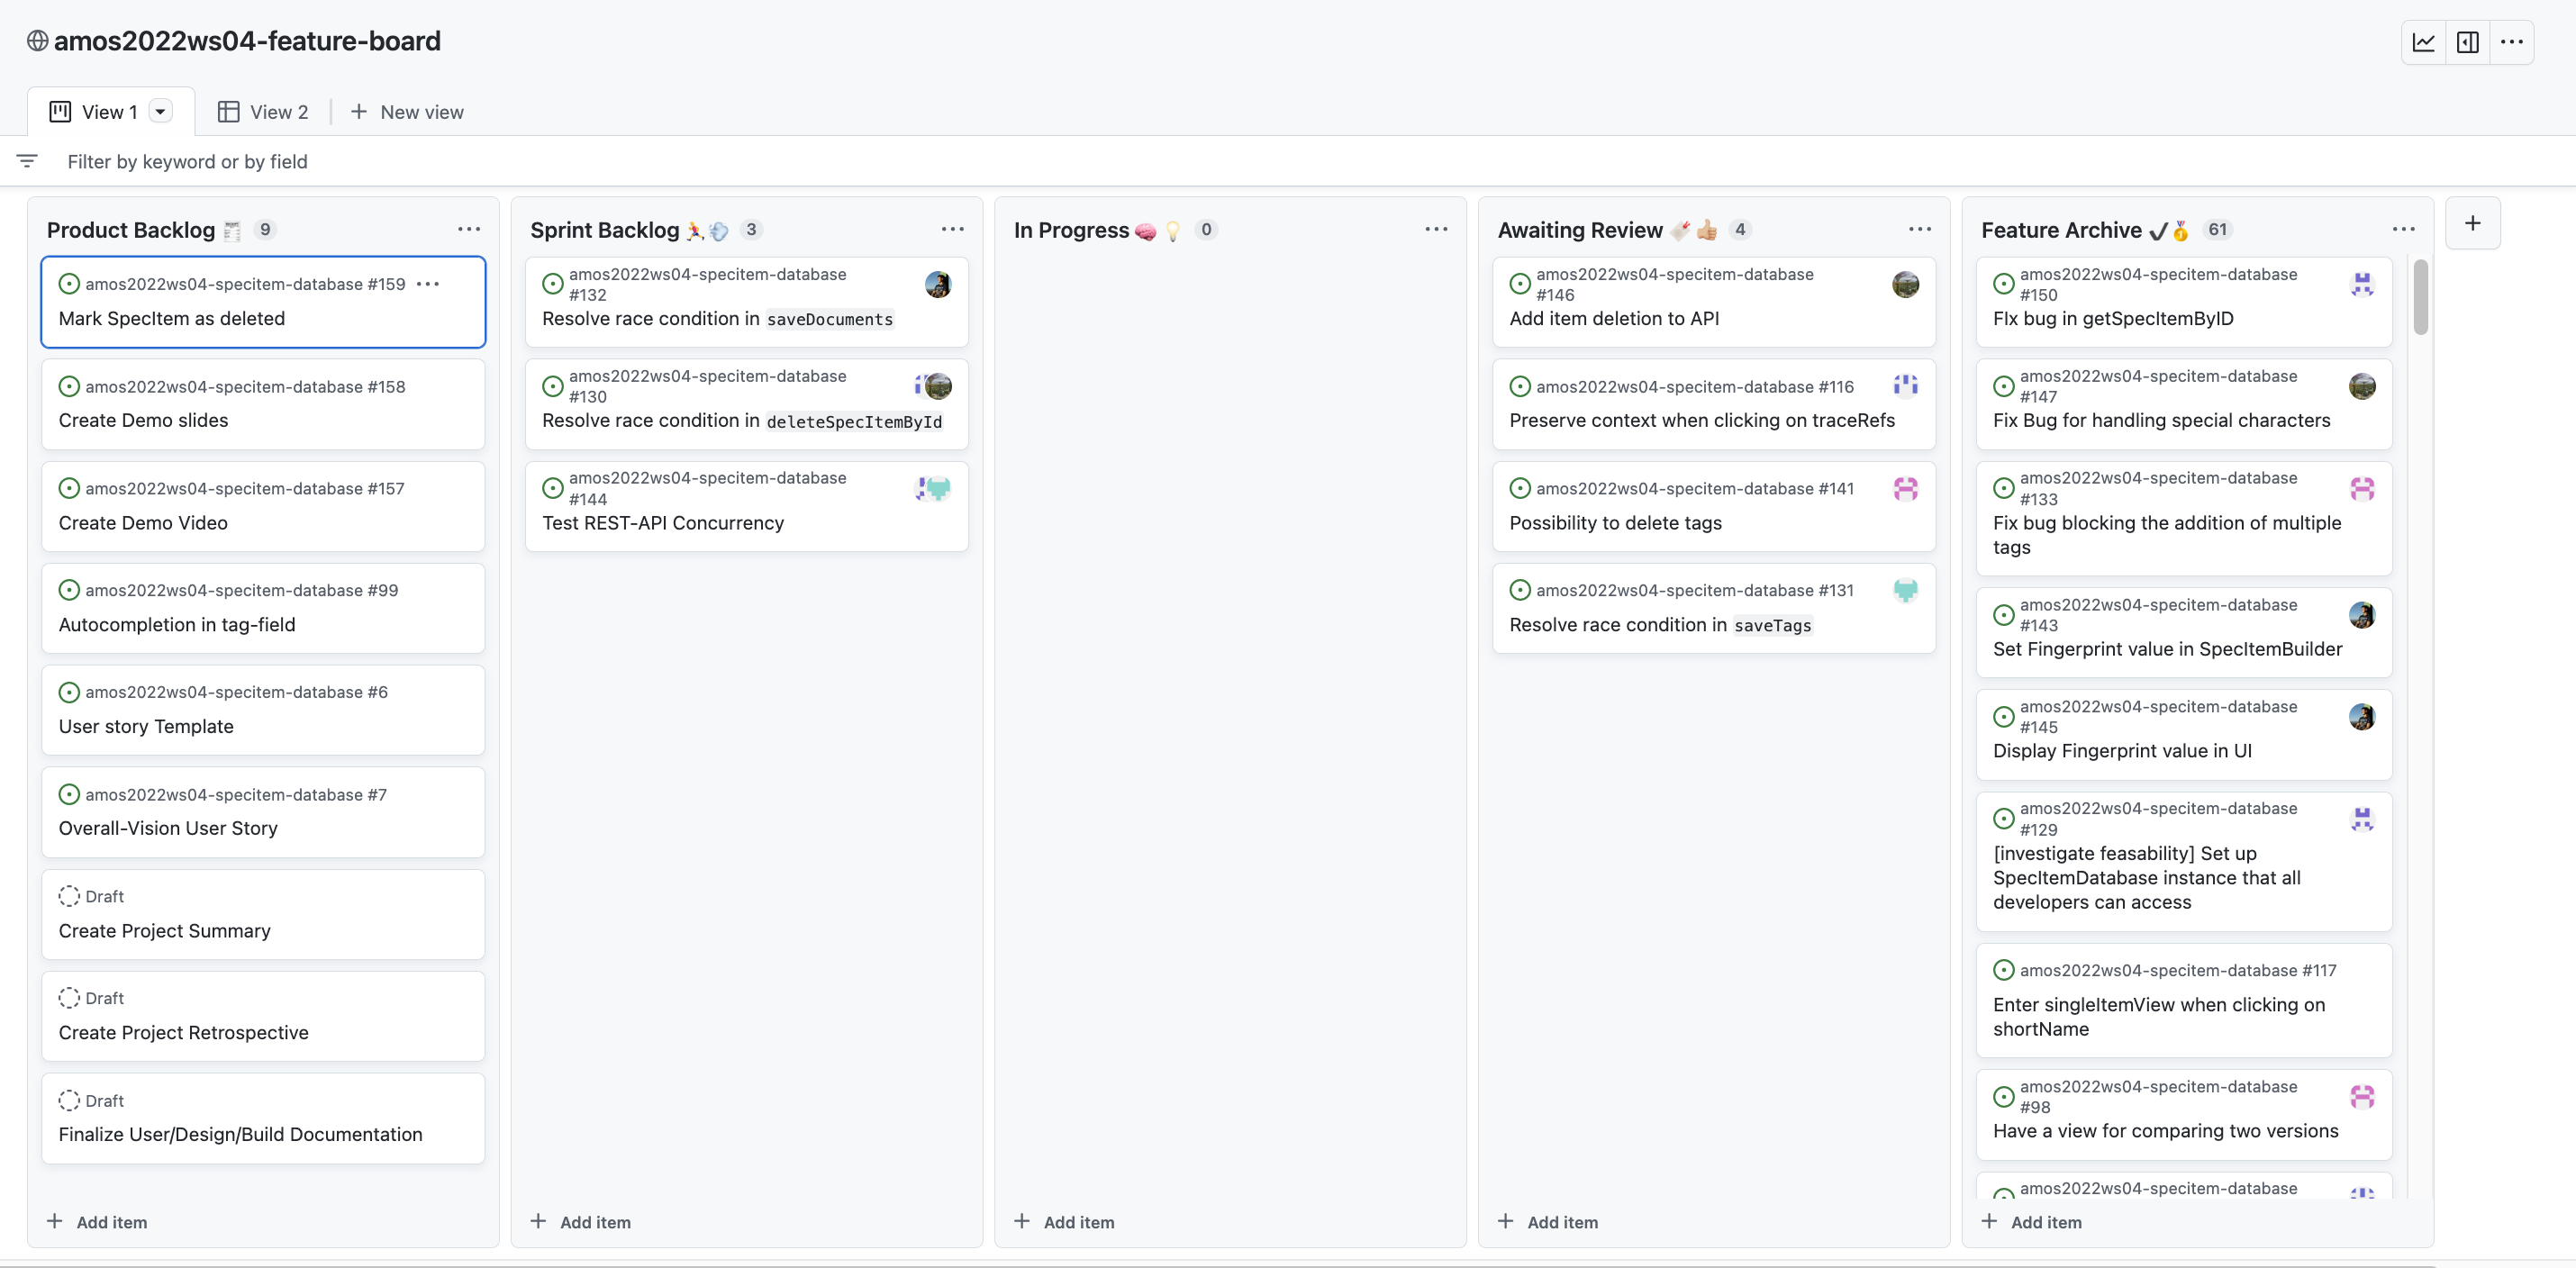 amos2022ws04-feature-board
View 1
View 2
New view
Filter by keyword or by field
Product Backlog 9
amos2022ws04-specitem-database #159
Mark SpecItem as deleted
amos2022ws04-specitem-database #158
Create Demo slides
amos2022ws04-specitem-database #157
Create Demo Video
amos2022ws04-specitem-database #99
Autocompletion in tag-field
amos2022ws04-specitem-database #6
User story Template
amos2022ws04-specitem-database #7
Overall-Vision User Story
Draft
Create Project Summary
Draft
Create Project Retrospective
Draft
Finalize User/Design/Build Documentation
Add item
Sprint Backlog 3
amos2022ws04-specitem-database
#132
Resolve race condition in saveDocuments
amos2022ws04-specitem-database
#130
Resolve race condition in deleteSpecItemById
amos2022ws04-specitem-database
#144
Test REST-API Concurrency
Add item
In Progress 0
Add item
Awaiting Review 4
amos2022ws04-specitem-database
#146
Add item deletion to API
amos2022ws04-specitem-database #116
Preserve context when clicking on traceRefs
amos2022ws04-specitem-database #141
Possibility to delete tags
amos2022ws04-specitem-database #131
Resolve race condition in saveTags
Add item
Feature Archive 61
amos2022ws04-specitem-database
#150
FIx bug in getSpecItemByID
amos2022ws04-specitem-database
#147
Fix Bug for handling special characters
amos2022ws04-specitem-database
#133
Fix bug blocking the addition of multiple
tags
amos2022ws04-specitem-database
#143
Set Fingerprint value in SpecItemBuilder
amos2022ws04-specitem-database
#145
Display Fingerprint value in UI
amos2022ws04-specitem-database
#129
[investigate feasability] Set up
SpecItemDatabase instance that all
developers can access
amos2022ws04-specitem-database #117
Enter singleItemView when clicking on
shortName
amos2022ws04-specitem-database
#98
Have a view for comparing two versions
amos2022ws04-specitem-database
Add item